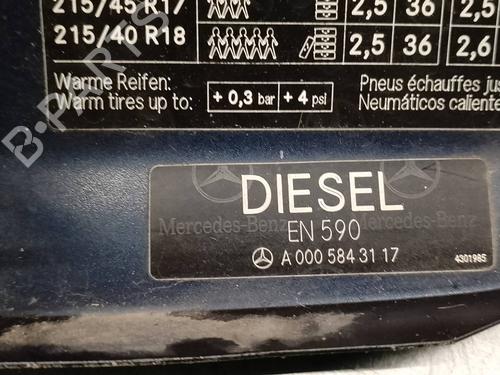 215/45 R17 2,5 36 2,5
215/40 R18 2,5 36 2,6
Warme Reifen:
Warm tires up to: + 0,3 bar + 4 psi
Pneus échauffes jus
Neumáticos caliente
DIESEL
Mercedes-Benz Mercedes-Benz
EN 590
A 000 584 31 17
4301985
B-PARTS